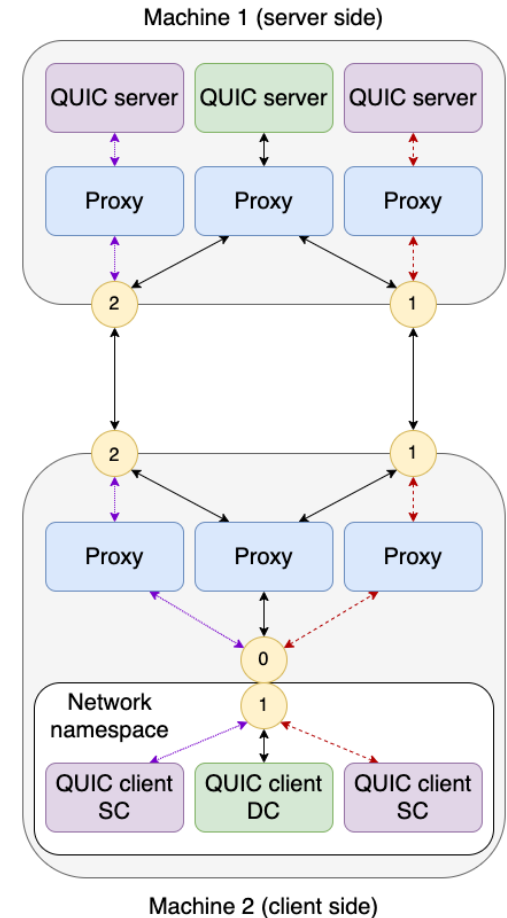 Machine 1 (server side)
QUIC server
QUIC server
QUIC server
Proxy
Proxy
Proxy
2
1
2
1
Proxy
Proxy
Proxy
0
1
Network
namespace
QUIC client
SC
QUIC client
DC
QUIC client
SC
Machine 2 (client side)